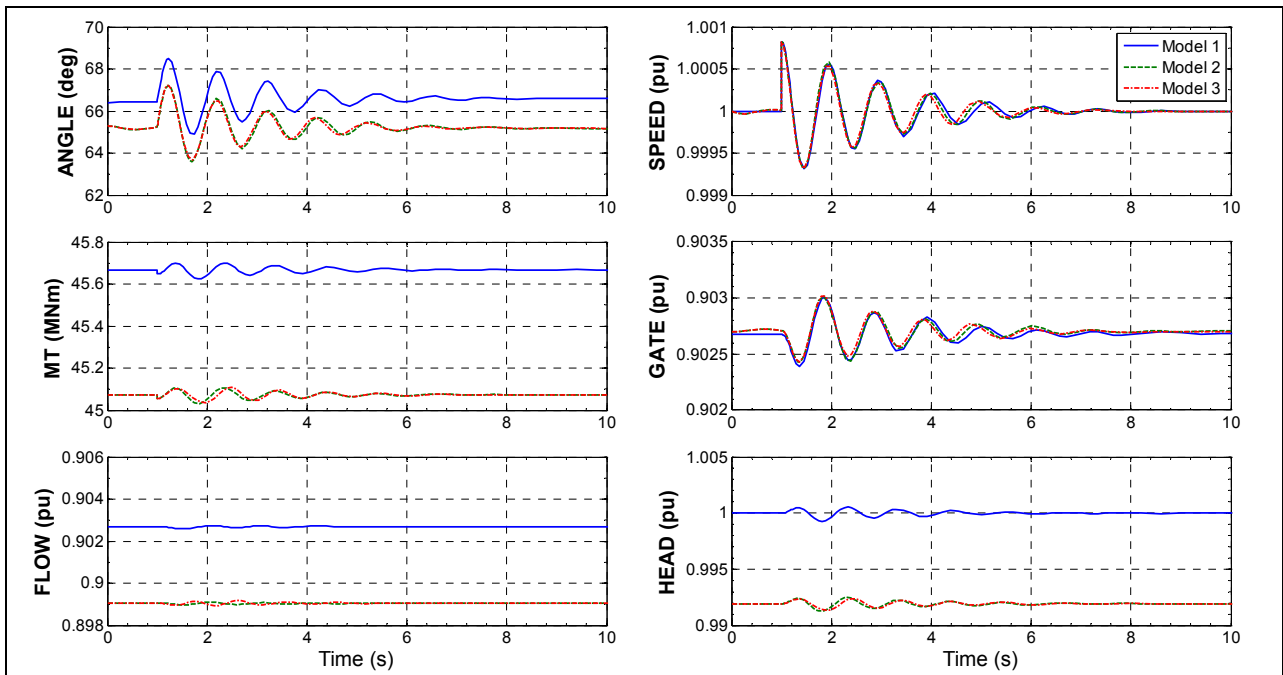 ANGLE (deg)
70
68
66
64
62
0 2 4 6 8 10
SPEED (pu)
1.001
1.0005
1
0.9995
0.999
0 2 4 6 8 10
Model 1
Model 2
Model 3
MT (MNm)
45.8
45.6
45.4
45.2
45
0 2 4 6 8 10
GATE (pu)
0.9035
0.903
0.9025
0.902
0 2 4 6 8 10
FLOW (pu)
0.906
0.904
0.902
0.9
0.898
0 2 4 6 8 10
Time (s)
HEAD (pu)
1.005
1
0.995
0.99
0 2 4 6 8 10
Time (s)